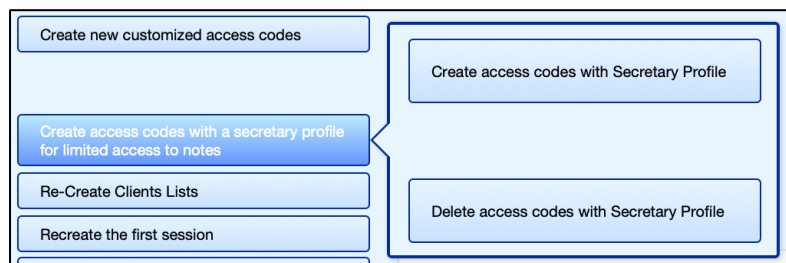 Create new customized access codes
Create access codes with a secretary profile
for limited access to notes
Re-Create Clients Lists
Recreate the first session
Create access codes with Secretary Profile
Delete access codes with Secretary Profile